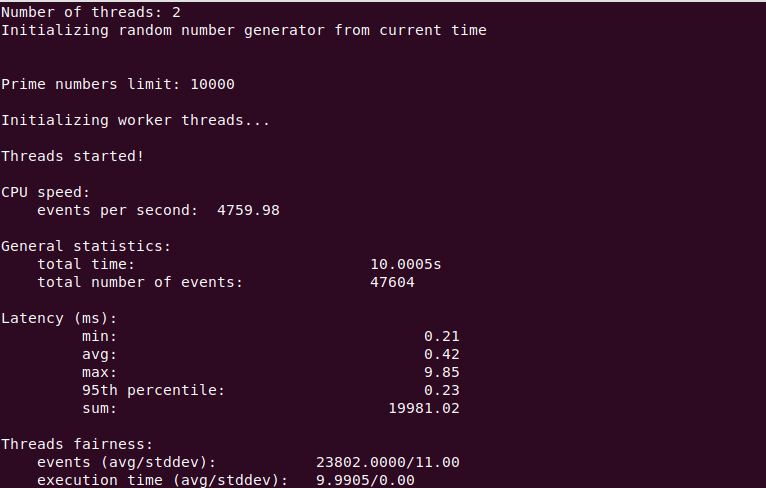 Number of threads: 2
Initializing random number generator from current time
Prime numbers limit: 10000
Initializing worker threads...
Threads started!
CPU speed:
events per second: 4759.98
General statistics:
total time: 10.0005s
total number of events: 47604
Latency (ms):
min: 0.21
avg: 0.42
max: 9.85
95th percentile: 0.23
sum: 19981.02
Threads fairness:
events (avg/stddev): 23802.0000/11.00
execution time (avg/stddev): 9.9905/0.00